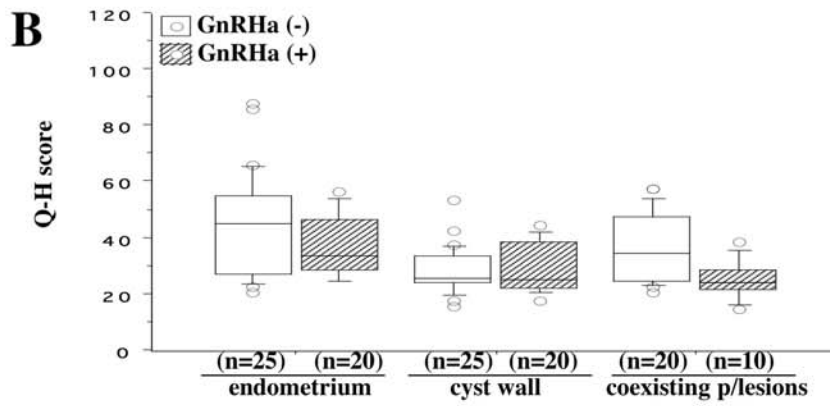 B
GnRHa (-)
GnRHa (+)
Q-H score
120
100
80
60
40
20
0
(n=25) (n=20) (n=25) (n=20) (n=20) (n=10)
endometrium cyst wall coexisting p/lesions